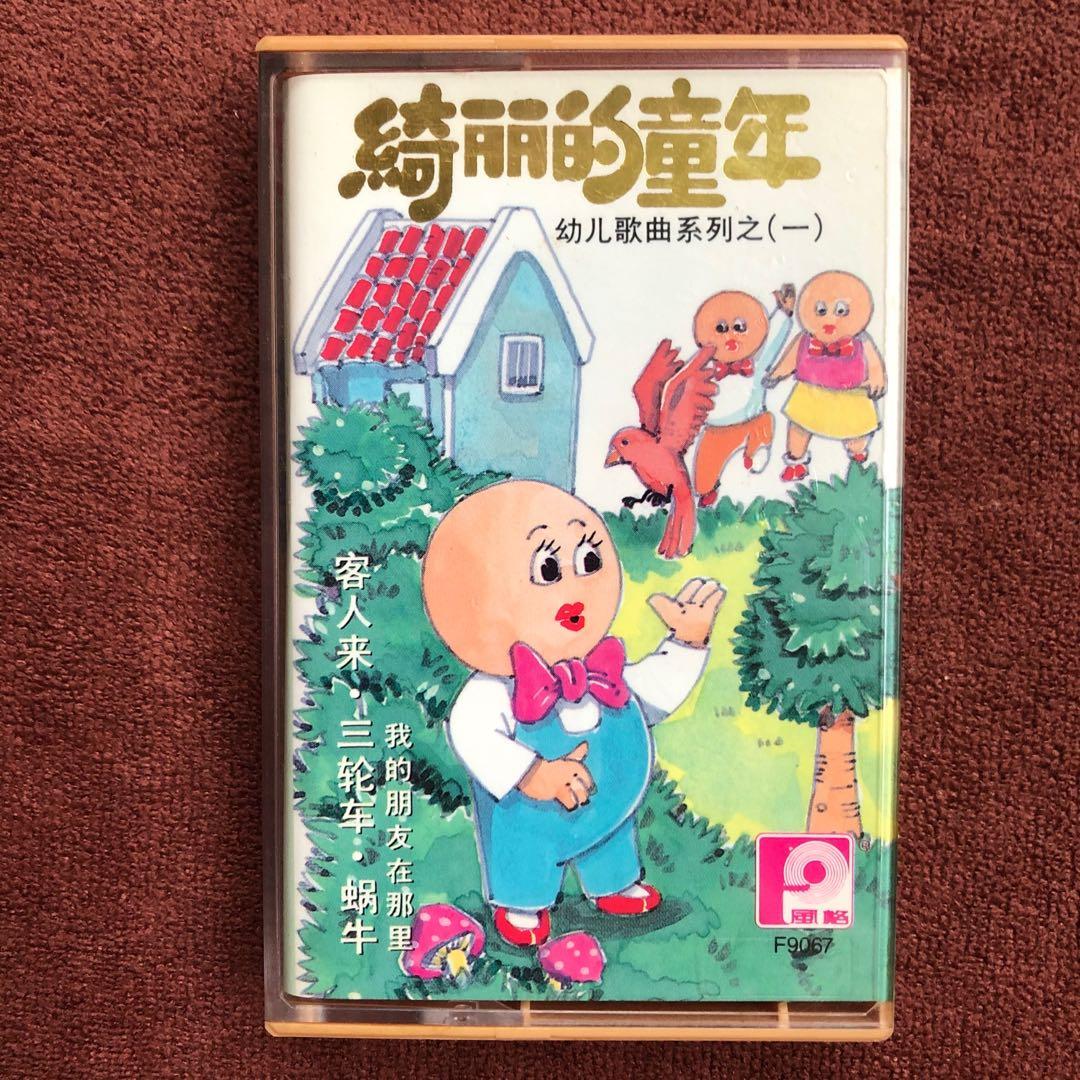 綺丽的童年
幼儿歌曲系列之(一)
客人来·三轮车·蜗牛
我的朋友在那里
®
風格
F9067